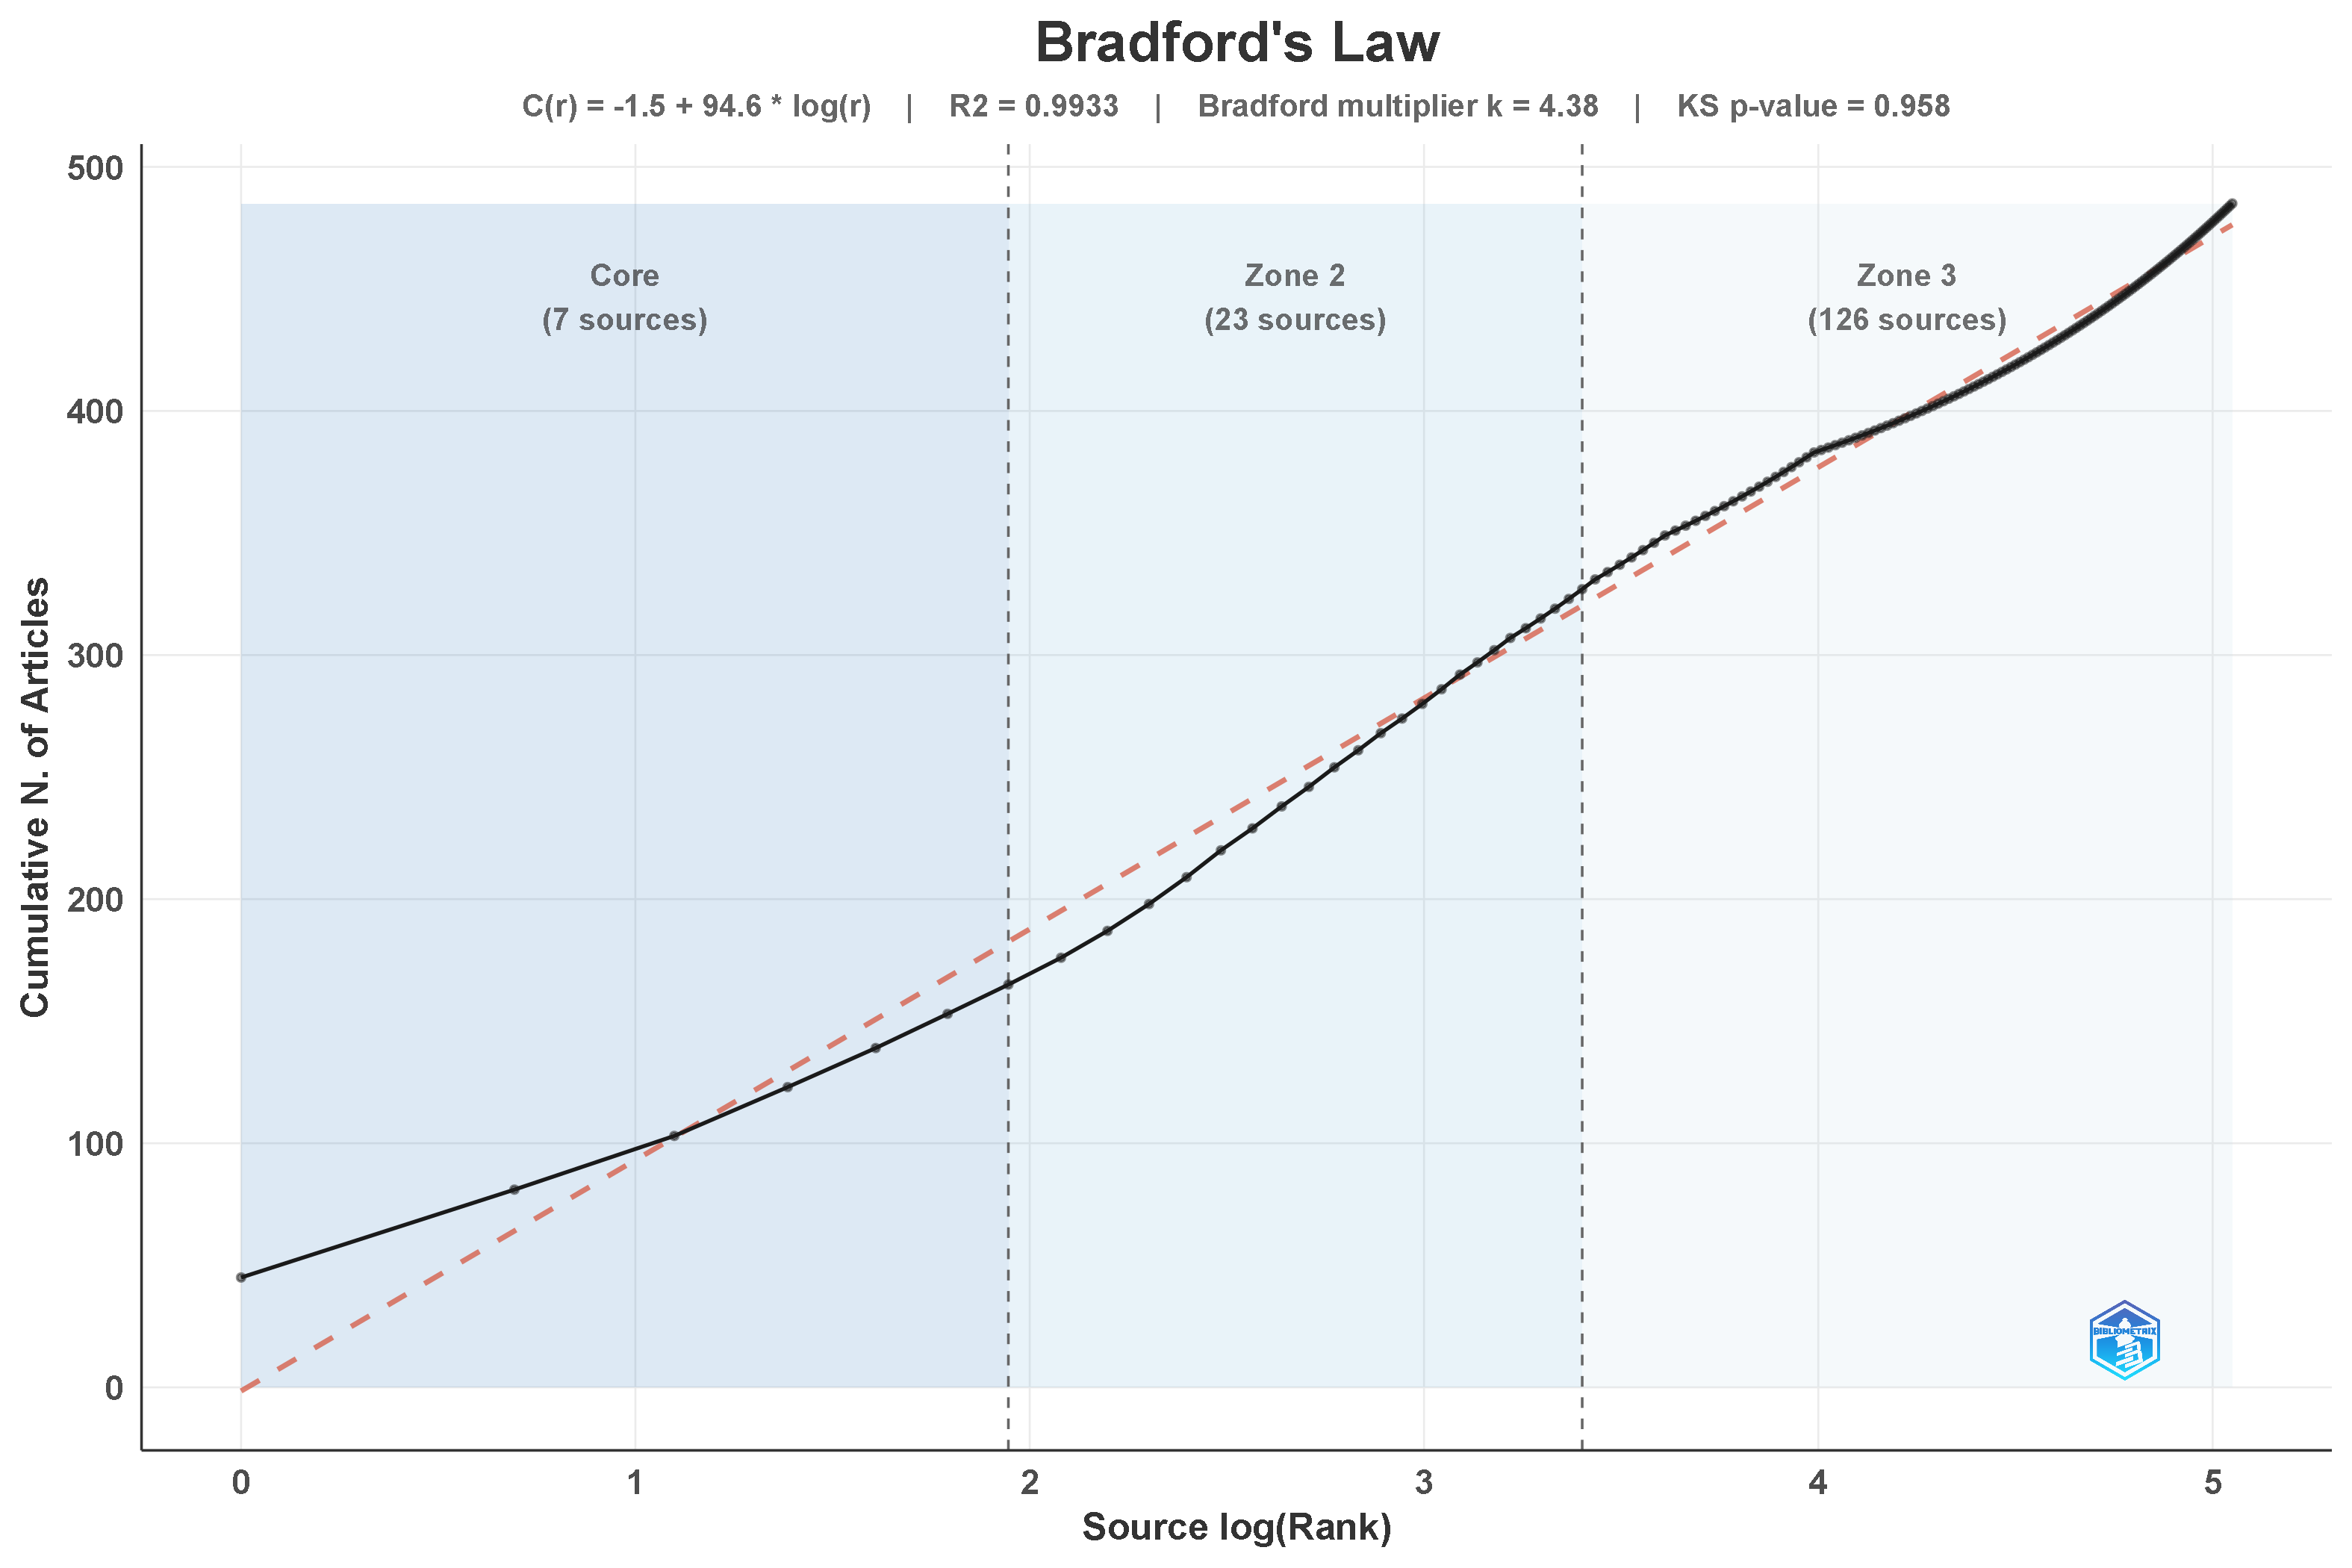 Bradford's Law
C(r) = -1.5 + 94.6 * log(r) | R2 = 0.9933 | Bradford multiplier k = 4.38 | KS p-value = 0.958
500
400
300
200
100
0
Cumulative N. of Articles
Core
(7 sources)
Zone 2
(23 sources)
Zone 3
(126 sources)
BIBLIOMETRIX
0 1 2 3 4 5
Source log(Rank)